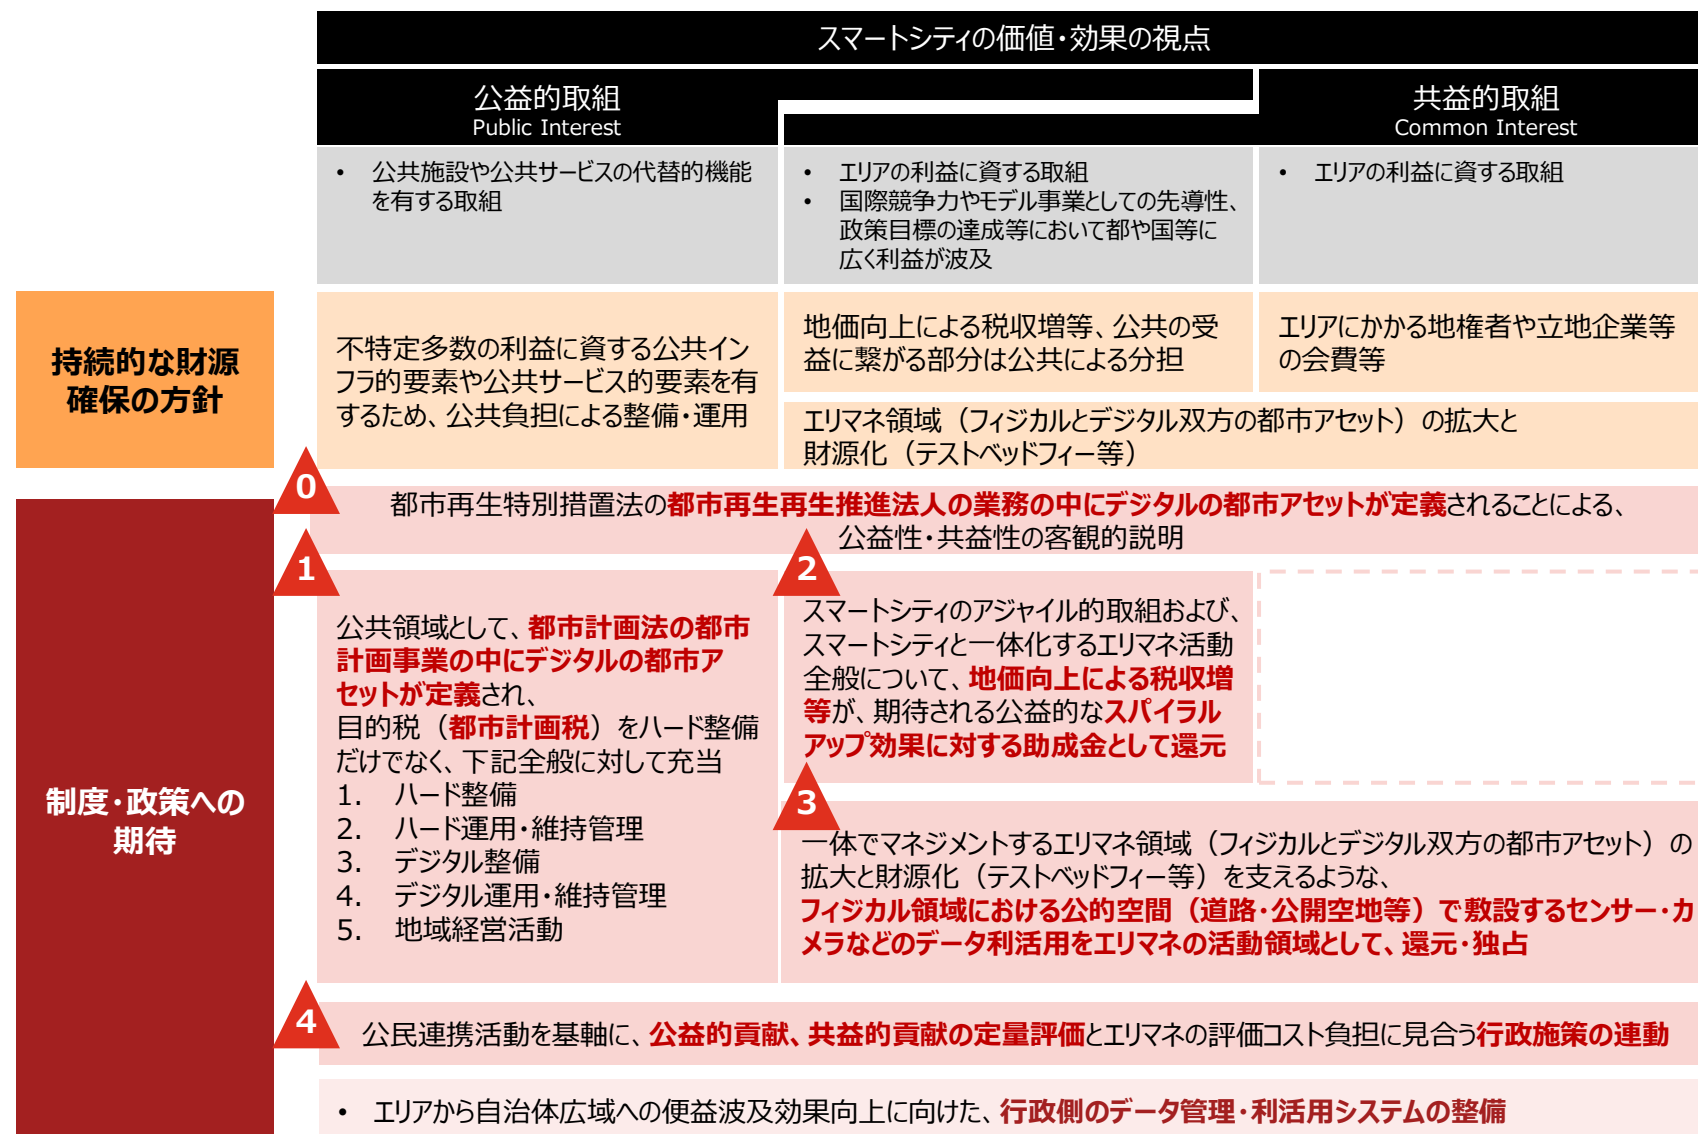 スマートシティの価値・効果の視点
公益的取組
Public Interest
共益的取組
Common Interest
• 公共施設や公共サービスの代替的機能
を有する取組
• エリアの利益に資する取組
• 国際競争力やモデル事業としての先導性、
政策目標の達成等において都や国等に
広く利益が波及
• エリアの利益に資する取組
持続的な財源
確保の方針
不特定多数の利益に資する公共イン
フラ的要素や公共サービス的要素を有
するため、公共負担による整備・運用
地価向上による税収増等、公共の受
益に繋がる部分は公共による分担
エリアにかかる地権者や立地企業等
の会費等
エリマネ領域（フィジカルとデジタル双方の都市アセット）の拡大と
財源化（テストベッドフィー等）
制度・政策への
期待
0
都市再生特別措置法の都市再生再生推進法人の業務の中にデジタルの都市アセットが定義されることによる、
公益性・共益性の客観的説明
1
公共領域として、都市計画法の都市
計画事業の中にデジタルの都市ア
セットが定義され、
目的税（都市計画税）をハード整備
だけでなく、下記全般に対して充当
1. ハード整備
2. ハード運用・維持管理
3. デジタル整備
4. デジタル運用・維持管理
5. 地域経営活動
2
スマートシティのアジャイル的取組および、
スマートシティと一体化するエリマネ活動
全般について、地価向上による税収増
等が、期待される公益的なスパイラル
アップ効果に対する助成金として還元
3
一体でマネジメントするエリマネ領域（フィジカルとデジタル双方の都市アセット）の
拡大と財源化（テストベッドフィー等）を支えるような、
フィジカル領域における公的空間（道路・公開空地等）で敷設するセンサー・カ
メラなどのデータ利活用をエリマネの活動領域として、還元・独占
4
公民連携活動を基軸に、公益的貢献、共益的貢献の定量評価とエリマネの評価コスト負担に見合う行政施策の連動
• エリアから自治体広域への便益波及効果向上に向けた、行政側のデータ管理・利活用システムの整備